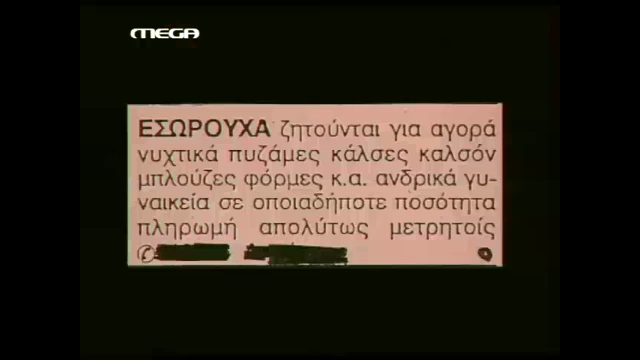 MEGA
ΕΣΩΡΟΥΧΑ ζητούνται για αγορά
νυχτικά πυζάμες κάλσες καλσόν
μπλούζες φόρμες κ.α. ανδρικά γυ-
ναικεία σε οποιαδήποτε ποσότητα
πληρωμή απολύτως μετρητοίς